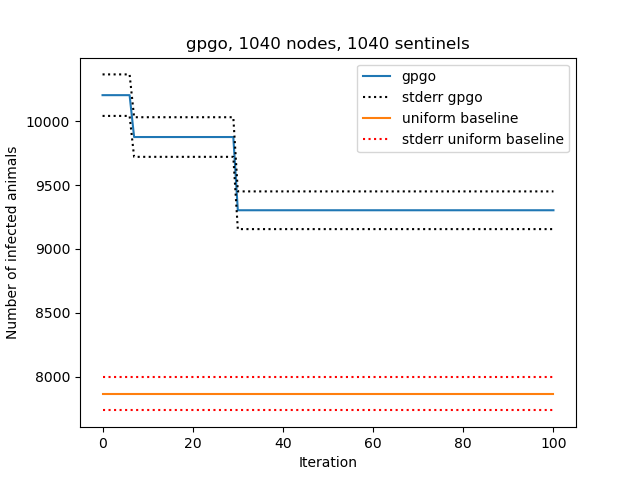 gpgo, 1040 nodes, 1040 sentinels
gpgo
stderr gpgo
uniform baseline
stderr uniform baseline
Number of infected animals
10000
9500
9000
8500
8000
0 20 40 60 80 100
Iteration